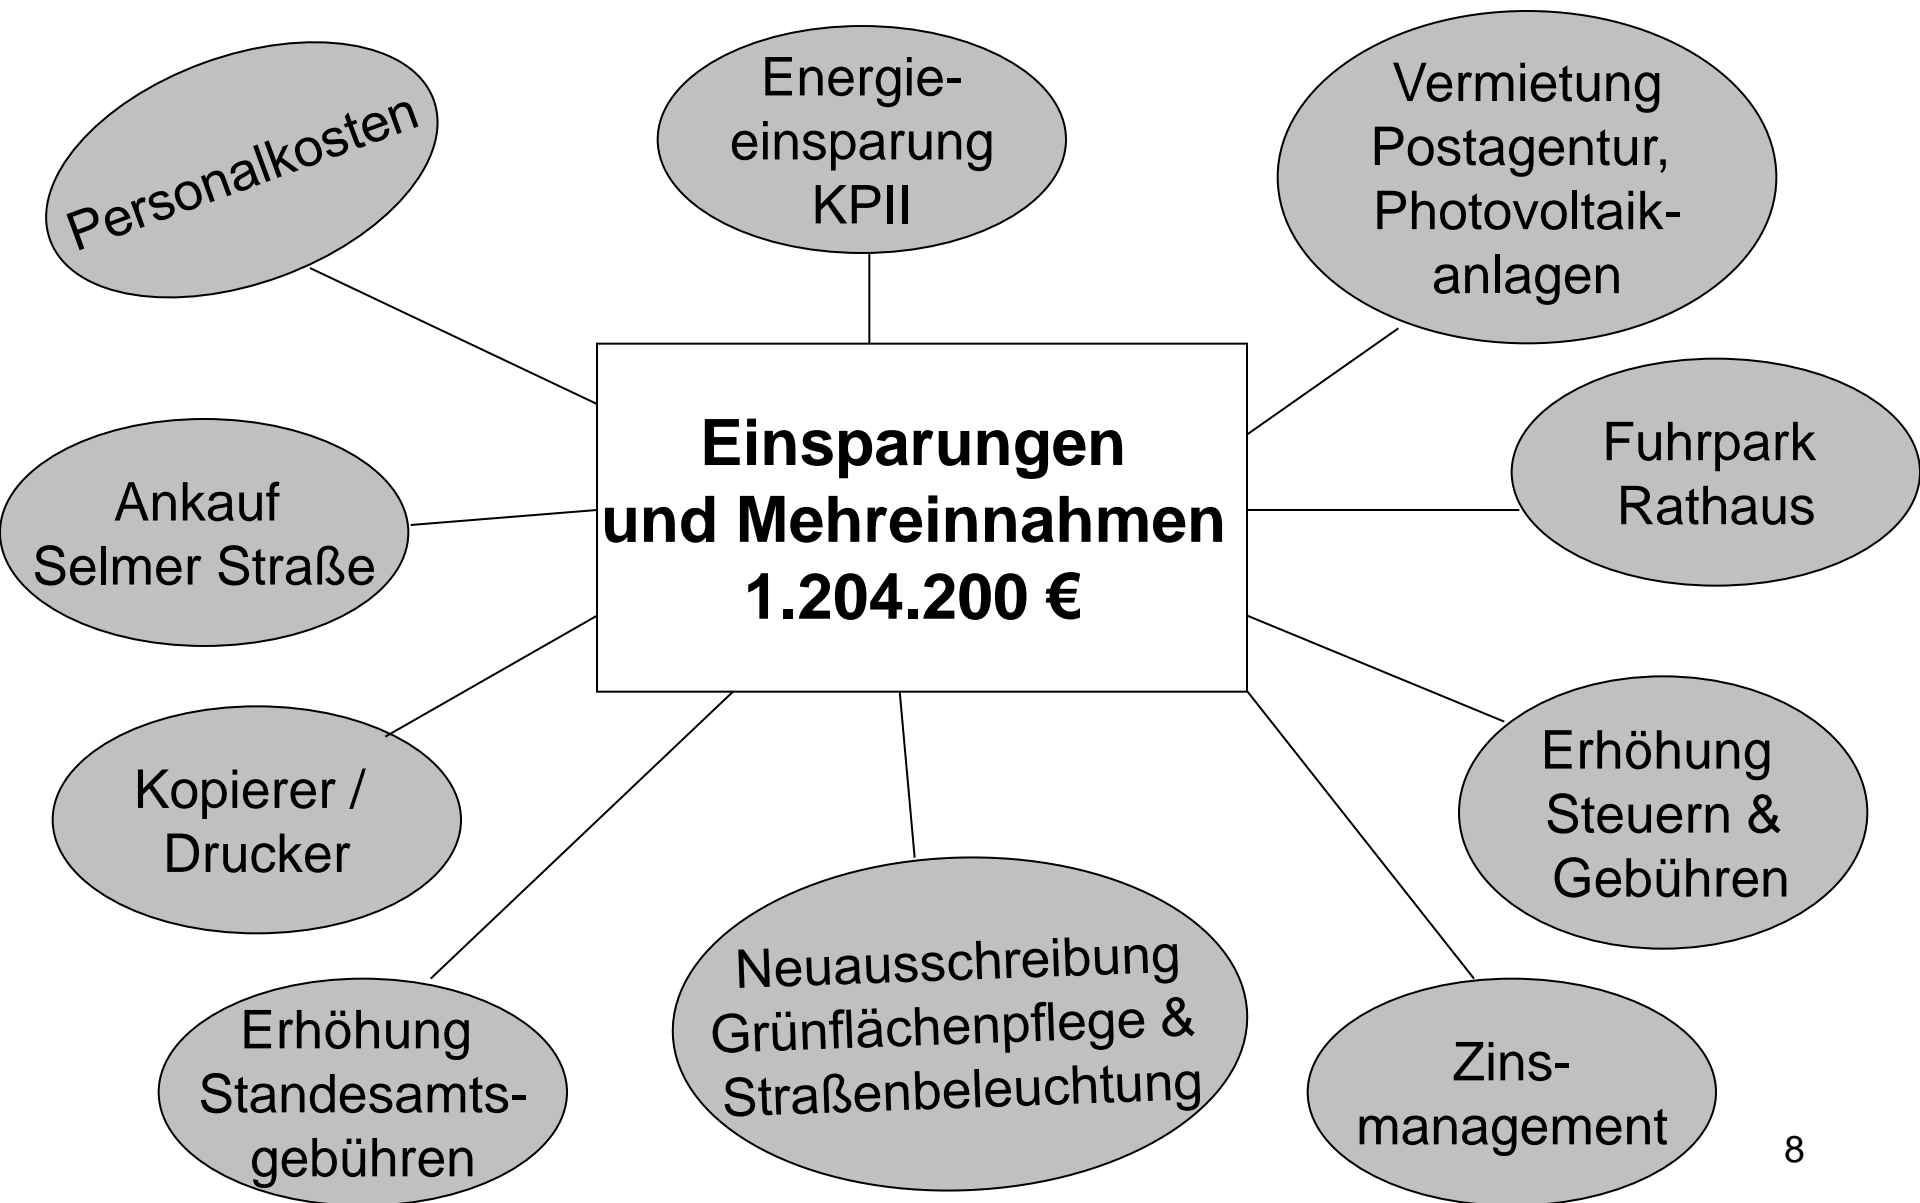 Personalkosten
Energie-
einsparung
KPII
Vermietung
Postagentur,
Photovoltaik-
anlagen
Einsparungen
und Mehreinnahmen
1.204.200 €
Fuhrpark
Rathaus
Ankauf
Selmer Straße
Kopierer /
Drucker
Erhöhung
Steuern &
Gebühren
Erhöhung
Standesamts-
gebühren
Neuausschreibung
Grünflächenpflege &
Straßenbeleuchtung
Zins-
management
8